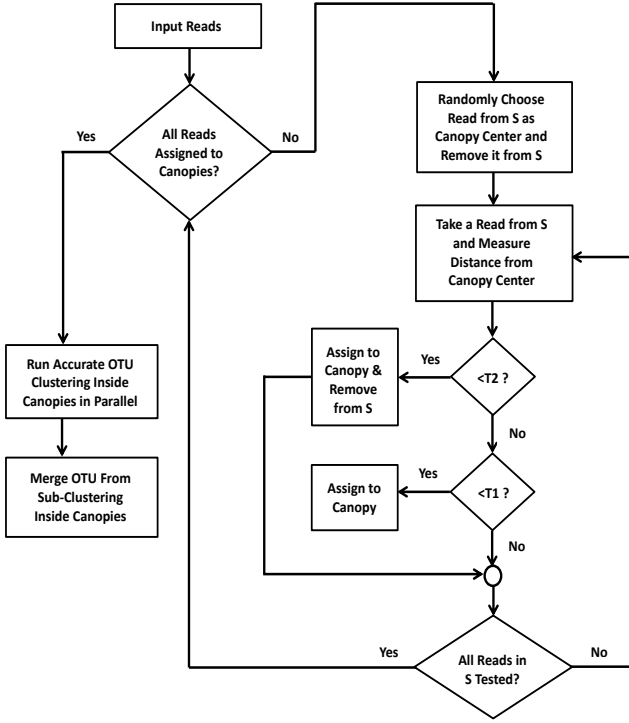 Input Reads
All Reads
Assigned to
Canopies?
Yes
No
Randomly Choose
Read from S as
Canopy Center and
Remove it from S
Take a Read from S
and Measure
Distance from
Canopy Center
<T2 ?
Yes
Assign to
Canopy &
Remove
from S
No
<T1 ?
Yes
Assign to
Canopy
No
All Reads in
S Tested?
Yes
No
Run Accurate OTU
Clustering Inside
Canopies in Parallel
Merge OTU From
Sub-Clustering
Inside Canopies